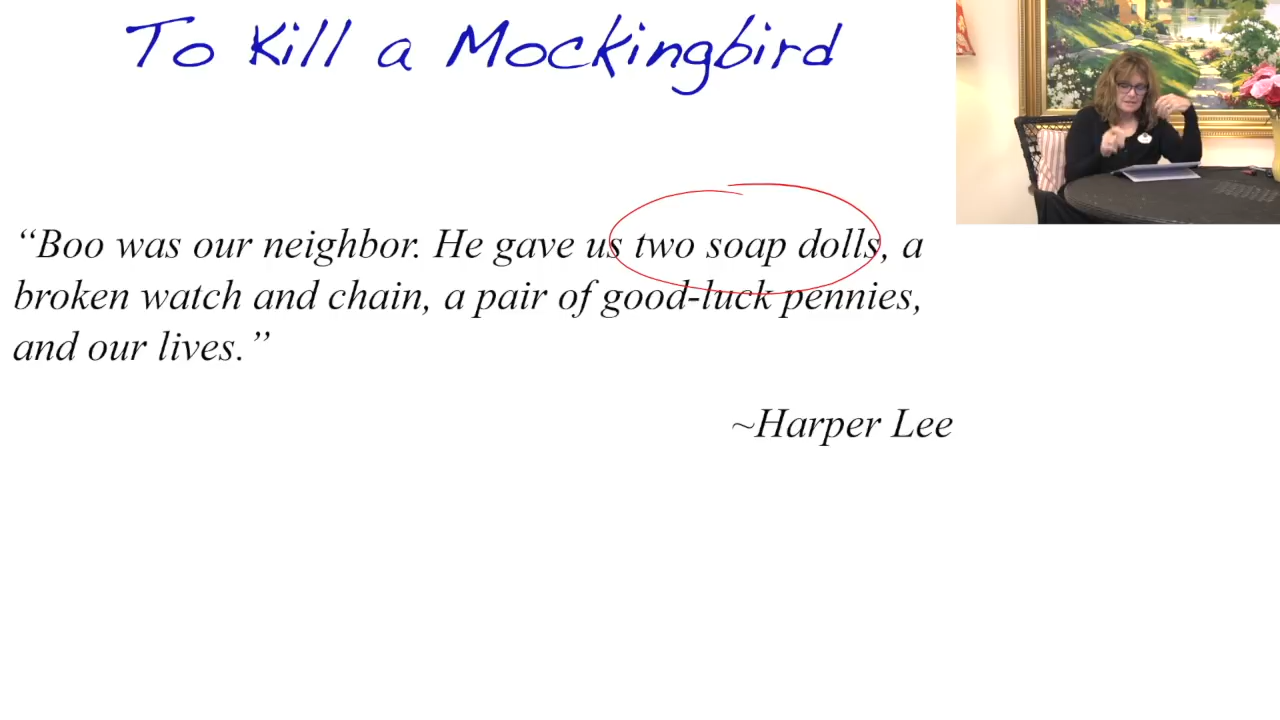 To Kill a Mockingbird
“Boo was our neighbor. He gave us two soap dolls, a
broken watch and chain, a pair of good-luck pennies,
and our lives.”
~Harper Lee